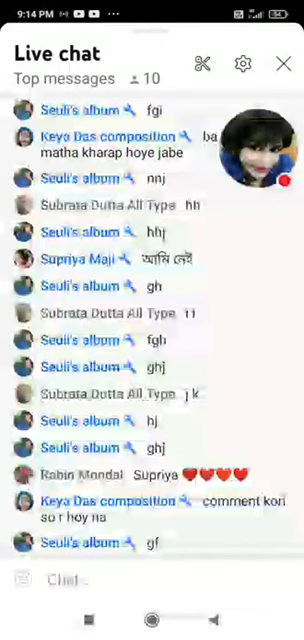 9:14 PM
54
Live chat
Top messages 10
Seuli's album fgi
Keya Das composition ba
matha kharap hoye jabe
Seuli's album nnj
Subrata Dutta All Type hh
Seuli's album hhj
Supriya Maji আমি নেই
Seuli's album gh
Subrata Dutta All Type
Seuli's album fgh
Seuli's album ghj
Subrata Dutta All Type j k
Seuli's album hj
Seuli's album ghj
Rabin Mondal Supriya ❤️❤️❤️❤️
Keya Das composition comment kori
so r hoy na
Seuli's album gf
Chat...